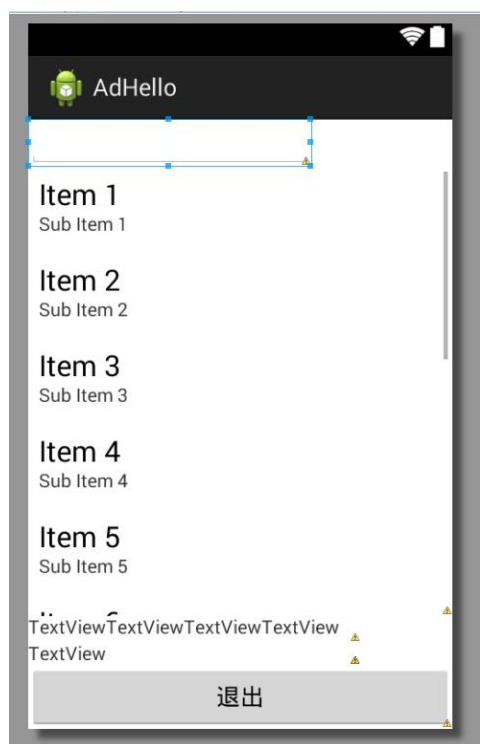 AdHello
Item 1
Sub Item 1
Item 2
Sub Item 2
Item 3
Sub Item 3
Item 4
Sub Item 4
Item 5
Sub Item 5
TextViewTextViewTextViewTextView
TextView
退出